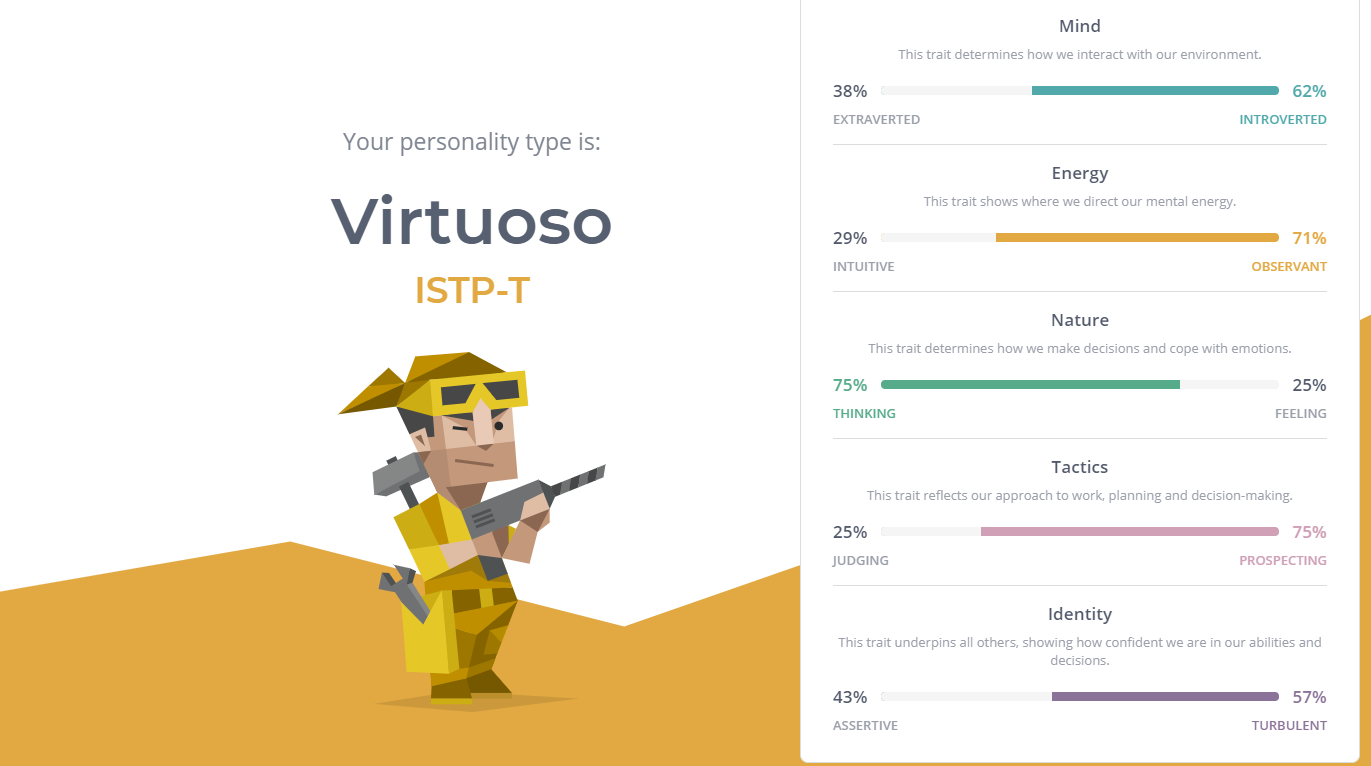 Your personality type is:
Virtuoso
ISTP-T
Mind
This trait determines how we interact with our environment.
38% 62%
EXTRAVERTED INTROVERTED
Energy
This trait shows where we direct our mental energy.
29% 71%
INTUITIVE OBSERVANT
Nature
This trait determines how we make decisions and cope with emotions.
75% 25%
THINKING FEELING
Tactics
This trait reflects our approach to work, planning and decision-making.
25% 75%
JUDGING PROSPECTING
Identity
This trait underpins all others, showing how confident we are in our abilities and
decisions.
43% 57%
ASSERTIVE TURBULENT